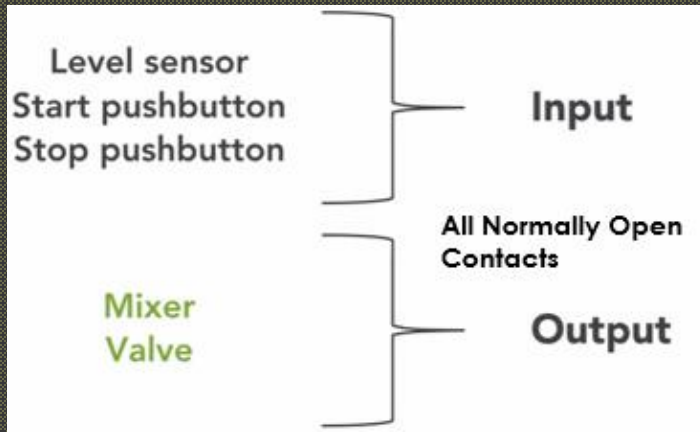 Level sensor
Start pushbutton
Stop pushbutton
Input
All Normally Open
Contacts
Mixer
Valve
Output